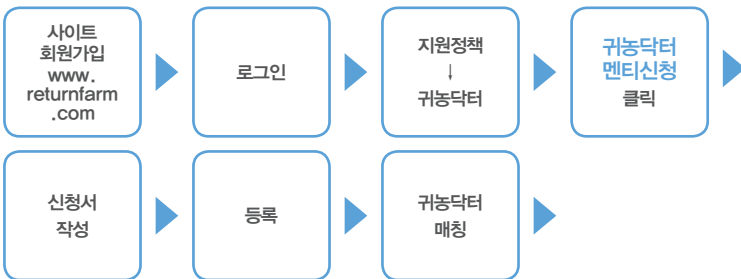 사이트
회원가입
www.
returnfarm
.com
로그인
지원정책
↓
귀농닥터
귀농닥터
멘티신청
클릭
신청서
작성
등록
귀농닥터
매칭